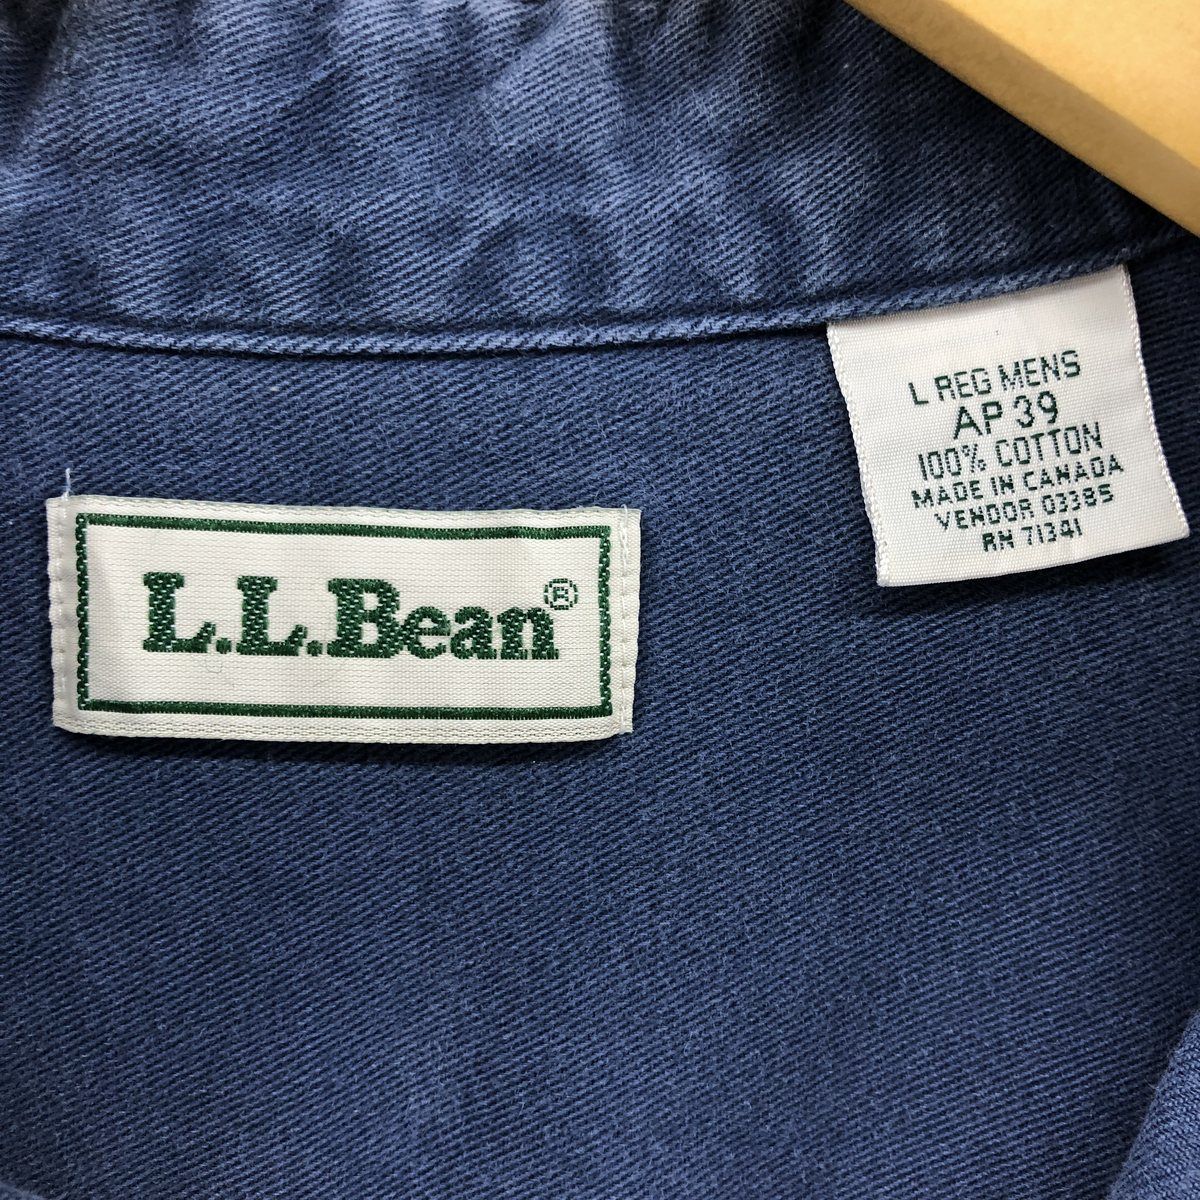 L.L.Bean®
L REG MENS
AP 39
100% COTTON
MADE IN CANADA
VENDOR 03385
RN 71341